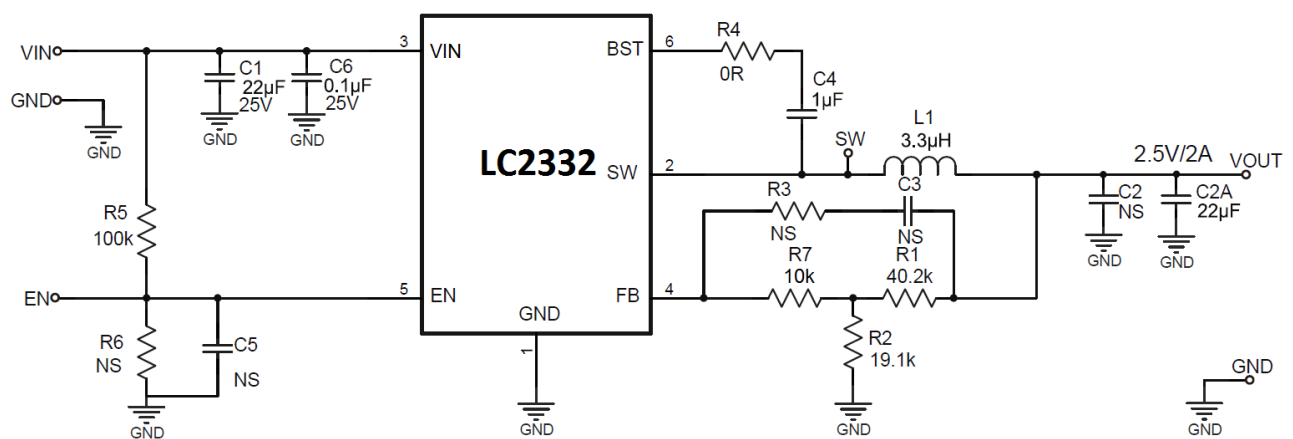 VIN
GND
GND
C1
22µF
25V
GND
C6
0.1µF
25V
GND
3
VIN
BST
6
R4
0R
C4
1µF
LC2332
SW
2
SW
L1
3.3µH
2.5V/2A
VOUT
C2
NS
GND
C2A
22µF
GND
R5
100k
R3
NS
C3
NS
R7
10k
R1
40.2k
EN
5
EN
FB
4
GND
1
GND
R6
NS
C5
NS
GND
R2
19.1k
GND
GND
GND